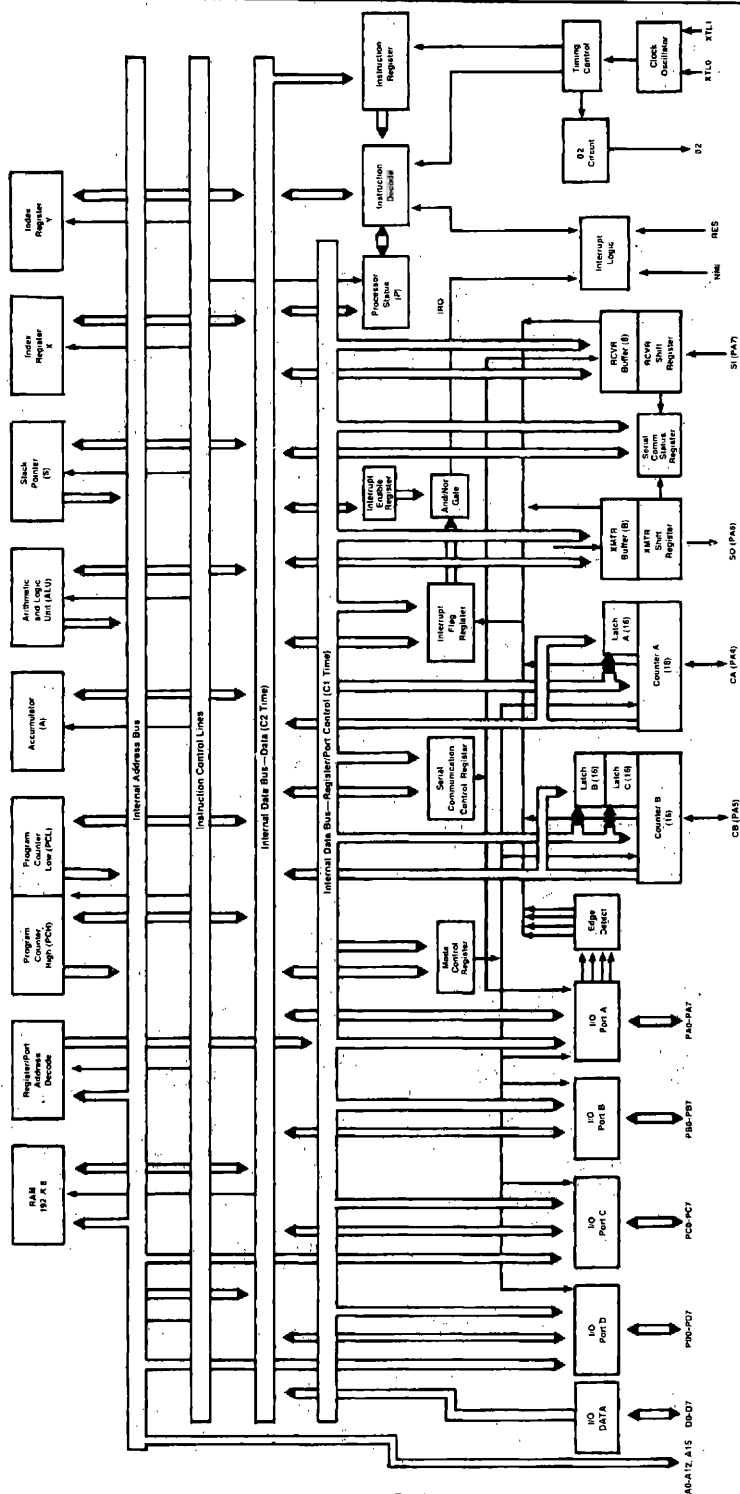 RAM
192 X 8
Register/Port
Address
Decode
Program
Counter
High (PCH)
Program
Counter
Low (PCL)
Accumulator
(A)
Arithmatic
and Logic
Unit (ALU)
Stack
Pointer
(S)
Index
Register
X
Index
Register
Y
Internal Address Bus
Instruction Control Lines
Internal Data Bus—Data (C2 Time)
Internal Data Bus—Register/Port Control (C1 Time)
Processor
Status
(P)
Instruction
Decode
Instruction
Register
Mode
Control
Register
Serial
Communication
Control Register
Interrupt
Flag
Register
Interrupt
Enable
Register
And/Nor
Gate
IRQ
I/O
DATA
I/O
Port D
I/O
Port C
I/O
Port B
I/O
Port A
Edge
Detect
Latch
B (16)
Latch
C (16)
Counter B
(16)
Latch
A (16)
Counter A
(16)
XMTR
Buffer (8)
XMTR
Shift
Register
Serial
Comm
Status
Register
RCVR
Buffer (8)
RCVR
Shift
Register
Interrupt
Logic
02
Circuit
Timing
Control
Clock
Oscillator
A0-A12, A15
D0-D7
PD0-PD7
PC0-PC7
PB0-PB7
PA0-PA7
CB (PA5)
CA (PA4)
SO (PA6)
SI (PA7)
NMI
RES
02
XTLO
XTLI